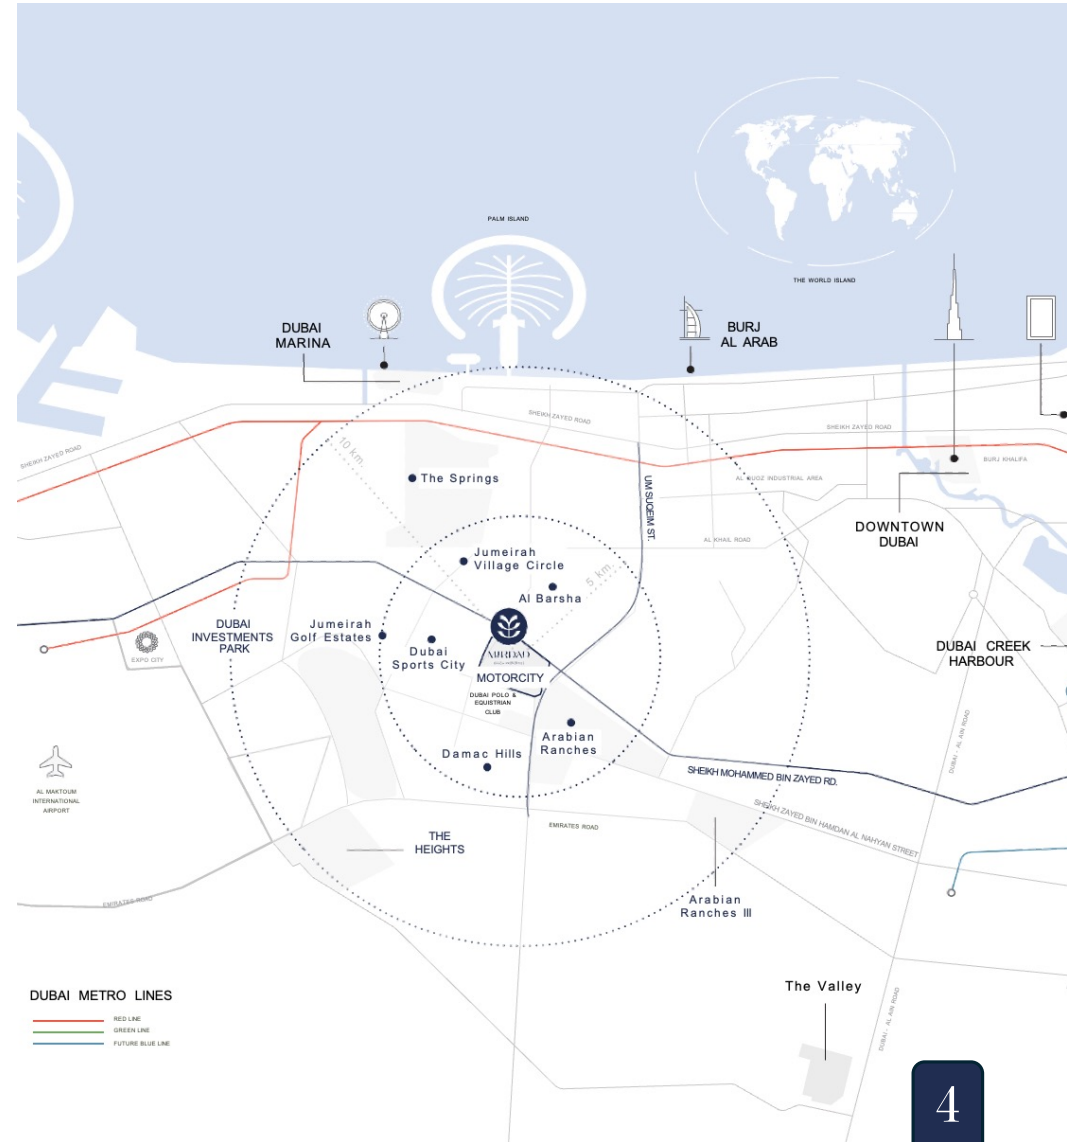 PALM ISLAND
THE WORLD ISLAND
DUBAI
MARINA
BURJ
AL ARAB
SHEIKH ZAYED ROAD
SHEIKH ZAYED ROAD
SHEIKH ZAYED ROAD
10 km.
BURJ KHALIFA
The Springs
UM SUQEIM ST.
AL QUOZ INDUSTRIAL AREA
DOWNTOWN
DUBAI
AL KHAIL ROAD
Jumeirah
Village Circle
5 km.
Al Barsha
DUBAI
INVESTMENTS
PARK
Jumeirah
Golf Estates
Dubai
Sports City
EXPO CITY
DUBAI CREEK
HARBOUR
MOTORCITY
DUBAI POLO &
EQUISTRIAN
CLUB
Arabian
Ranches
Damac Hills
DUBAI - AL AIN ROAD
SHEIKH MOHAMMED BIN ZAYED RD.
AL MAKTOUM
INTERNATIONAL
AIRPORT
SHEIKH ZAYED BIN HAMDAN AL NAHYAN STREET
EMIRATES ROAD
THE
HEIGHTS
EMIRATES ROAD
Arabian
Ranches III
The Valley
DUBAI METRO LINES
RED LINE
GREEN LINE
FUTURE BLUE LINE
DUBAI - AL AIN ROAD
4